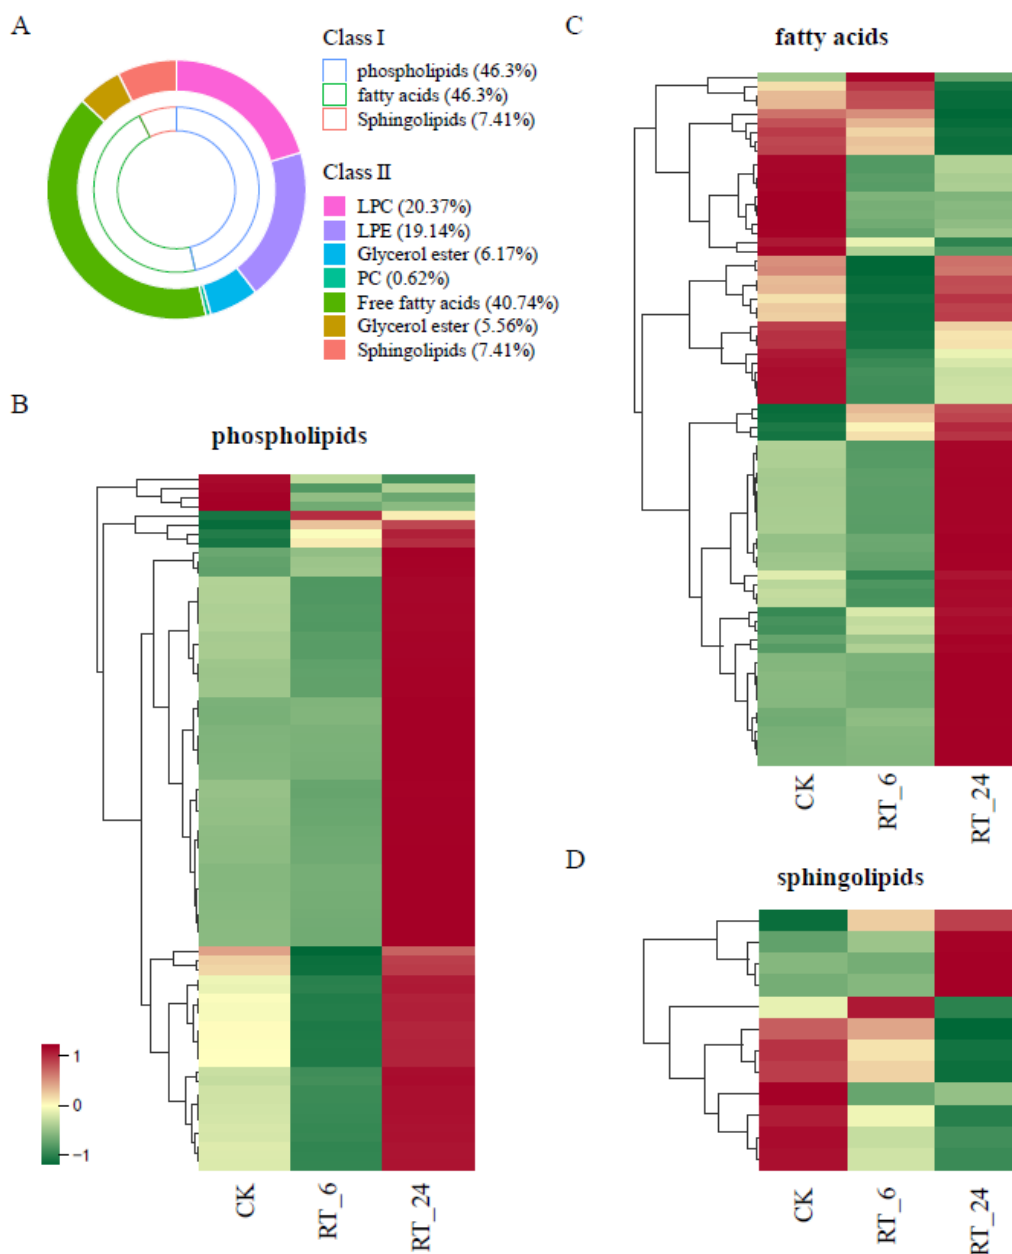 A
Class I
phospholipids (46.3%)
fatty acids (46.3%)
Sphingolipids (7.41%)
Class II
LPC (20.37%)
LPE (19.14%)
Glycerol ester (6.17%)
PC (0.62%)
Free fatty acids (40.74%)
Glycerol ester (5.56%)
Sphingolipids (7.41%)
B
phospholipids
1
0
−1
CK
RT_6
RT_24
C
fatty acids
CK
RT_6
RT_24
D
sphingolipids
CK
RT_6
RT_24